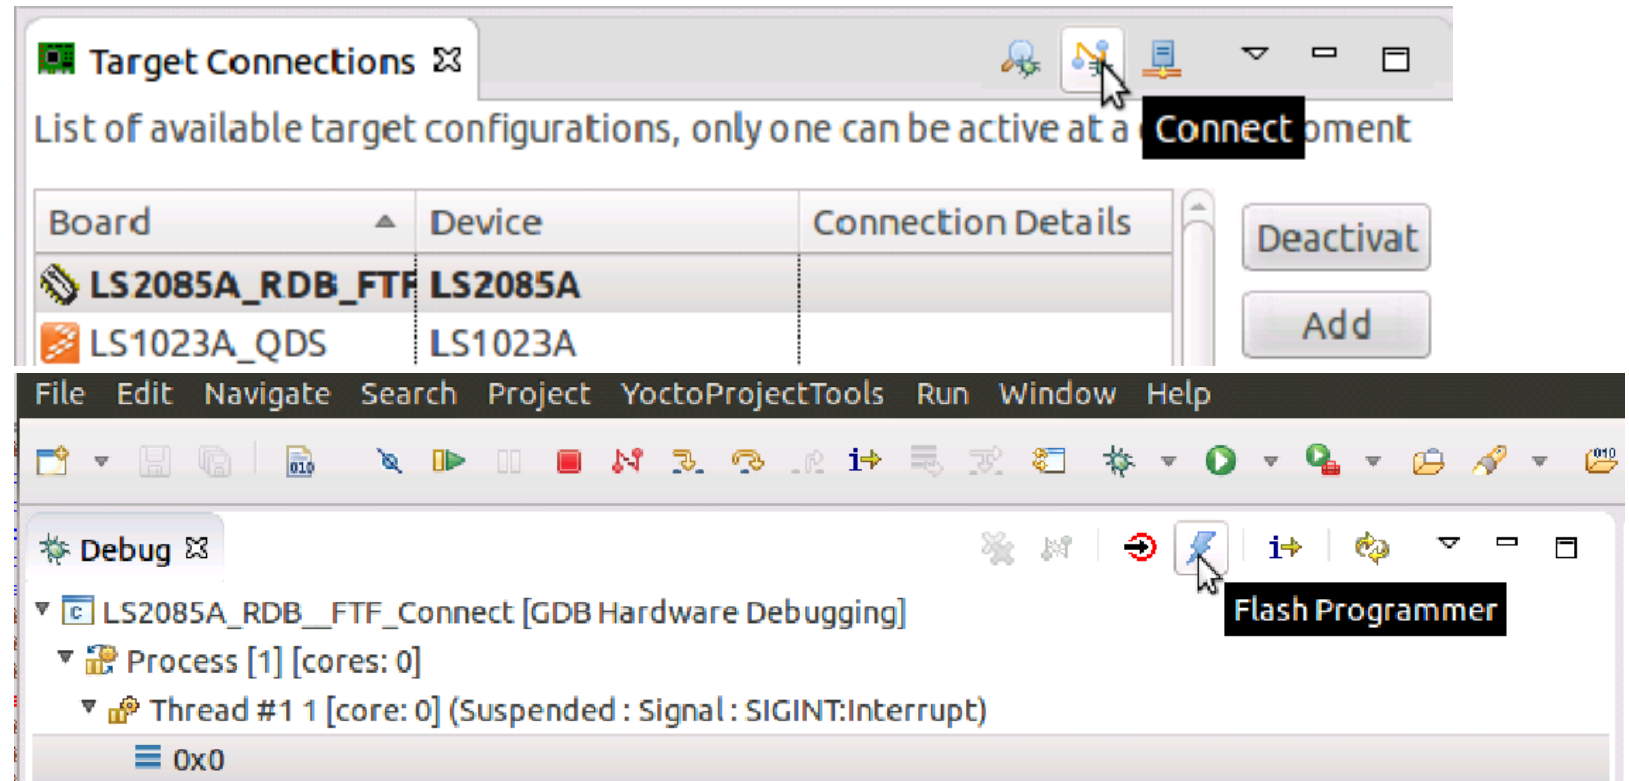 Target Connections
List of available target configurations, only one can be active at a Connect oment
Board Device Connection Details
Deactivat
LS2085A_RDB_FTF LS2085A
Add
LS1023A_QDS LS1023A
File Edit Navigate Search Project YoctoProjectTools Run Window Help
Debug
Flash Programmer
LS2085A_RDB__FTF_Connect [GDB Hardware Debugging]
Process [1] [cores: 0]
Thread #1 1 [core: 0] (Suspended : Signal : SIGINT:Interrupt)
0x0